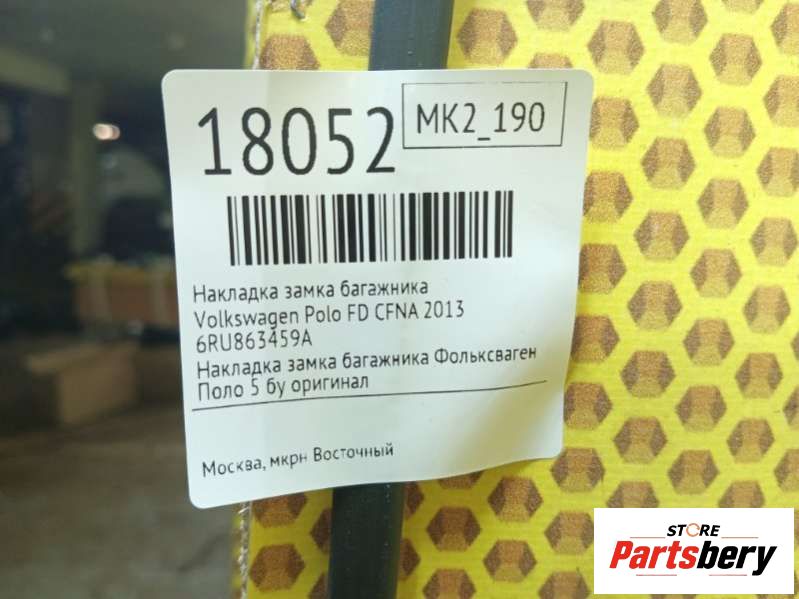 18052
МК2_190
Накладка замка багажника
Volkswagen Polo FD CFNA 2013
6RU863459A
Накладка замка багажника Фольксваген
Поло 5 бу оригинал
Москва, мкрн Восточный
STORE
Partsbery